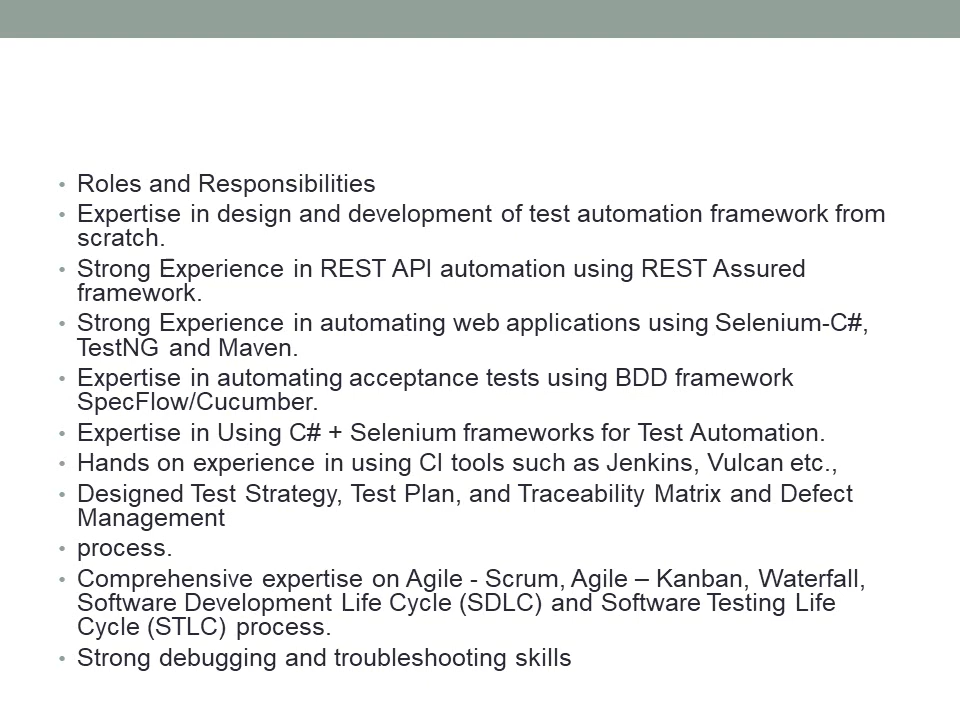 • Roles and Responsibilities
• Expertise in design and development of test automation framework from
scratch.
• Strong Experience in REST API automation using REST Assured
framework.
• Strong Experience in automating web applications using Selenium-C#,
TestNG and Maven.
• Expertise in automating acceptance tests using BDD framework
SpecFlow/Cucumber.
• Expertise in Using C# + Selenium frameworks for Test Automation.
• Hands on experience in using CI tools such as Jenkins, Vulcan etc.,
• Designed Test Strategy, Test Plan, and Traceability Matrix and Defect
Management
• process.
• Comprehensive expertise on Agile - Scrum, Agile – Kanban, Waterfall,
Software Development Life Cycle (SDLC) and Software Testing Life
Cycle (STLC) process.
• Strong debugging and troubleshooting skills